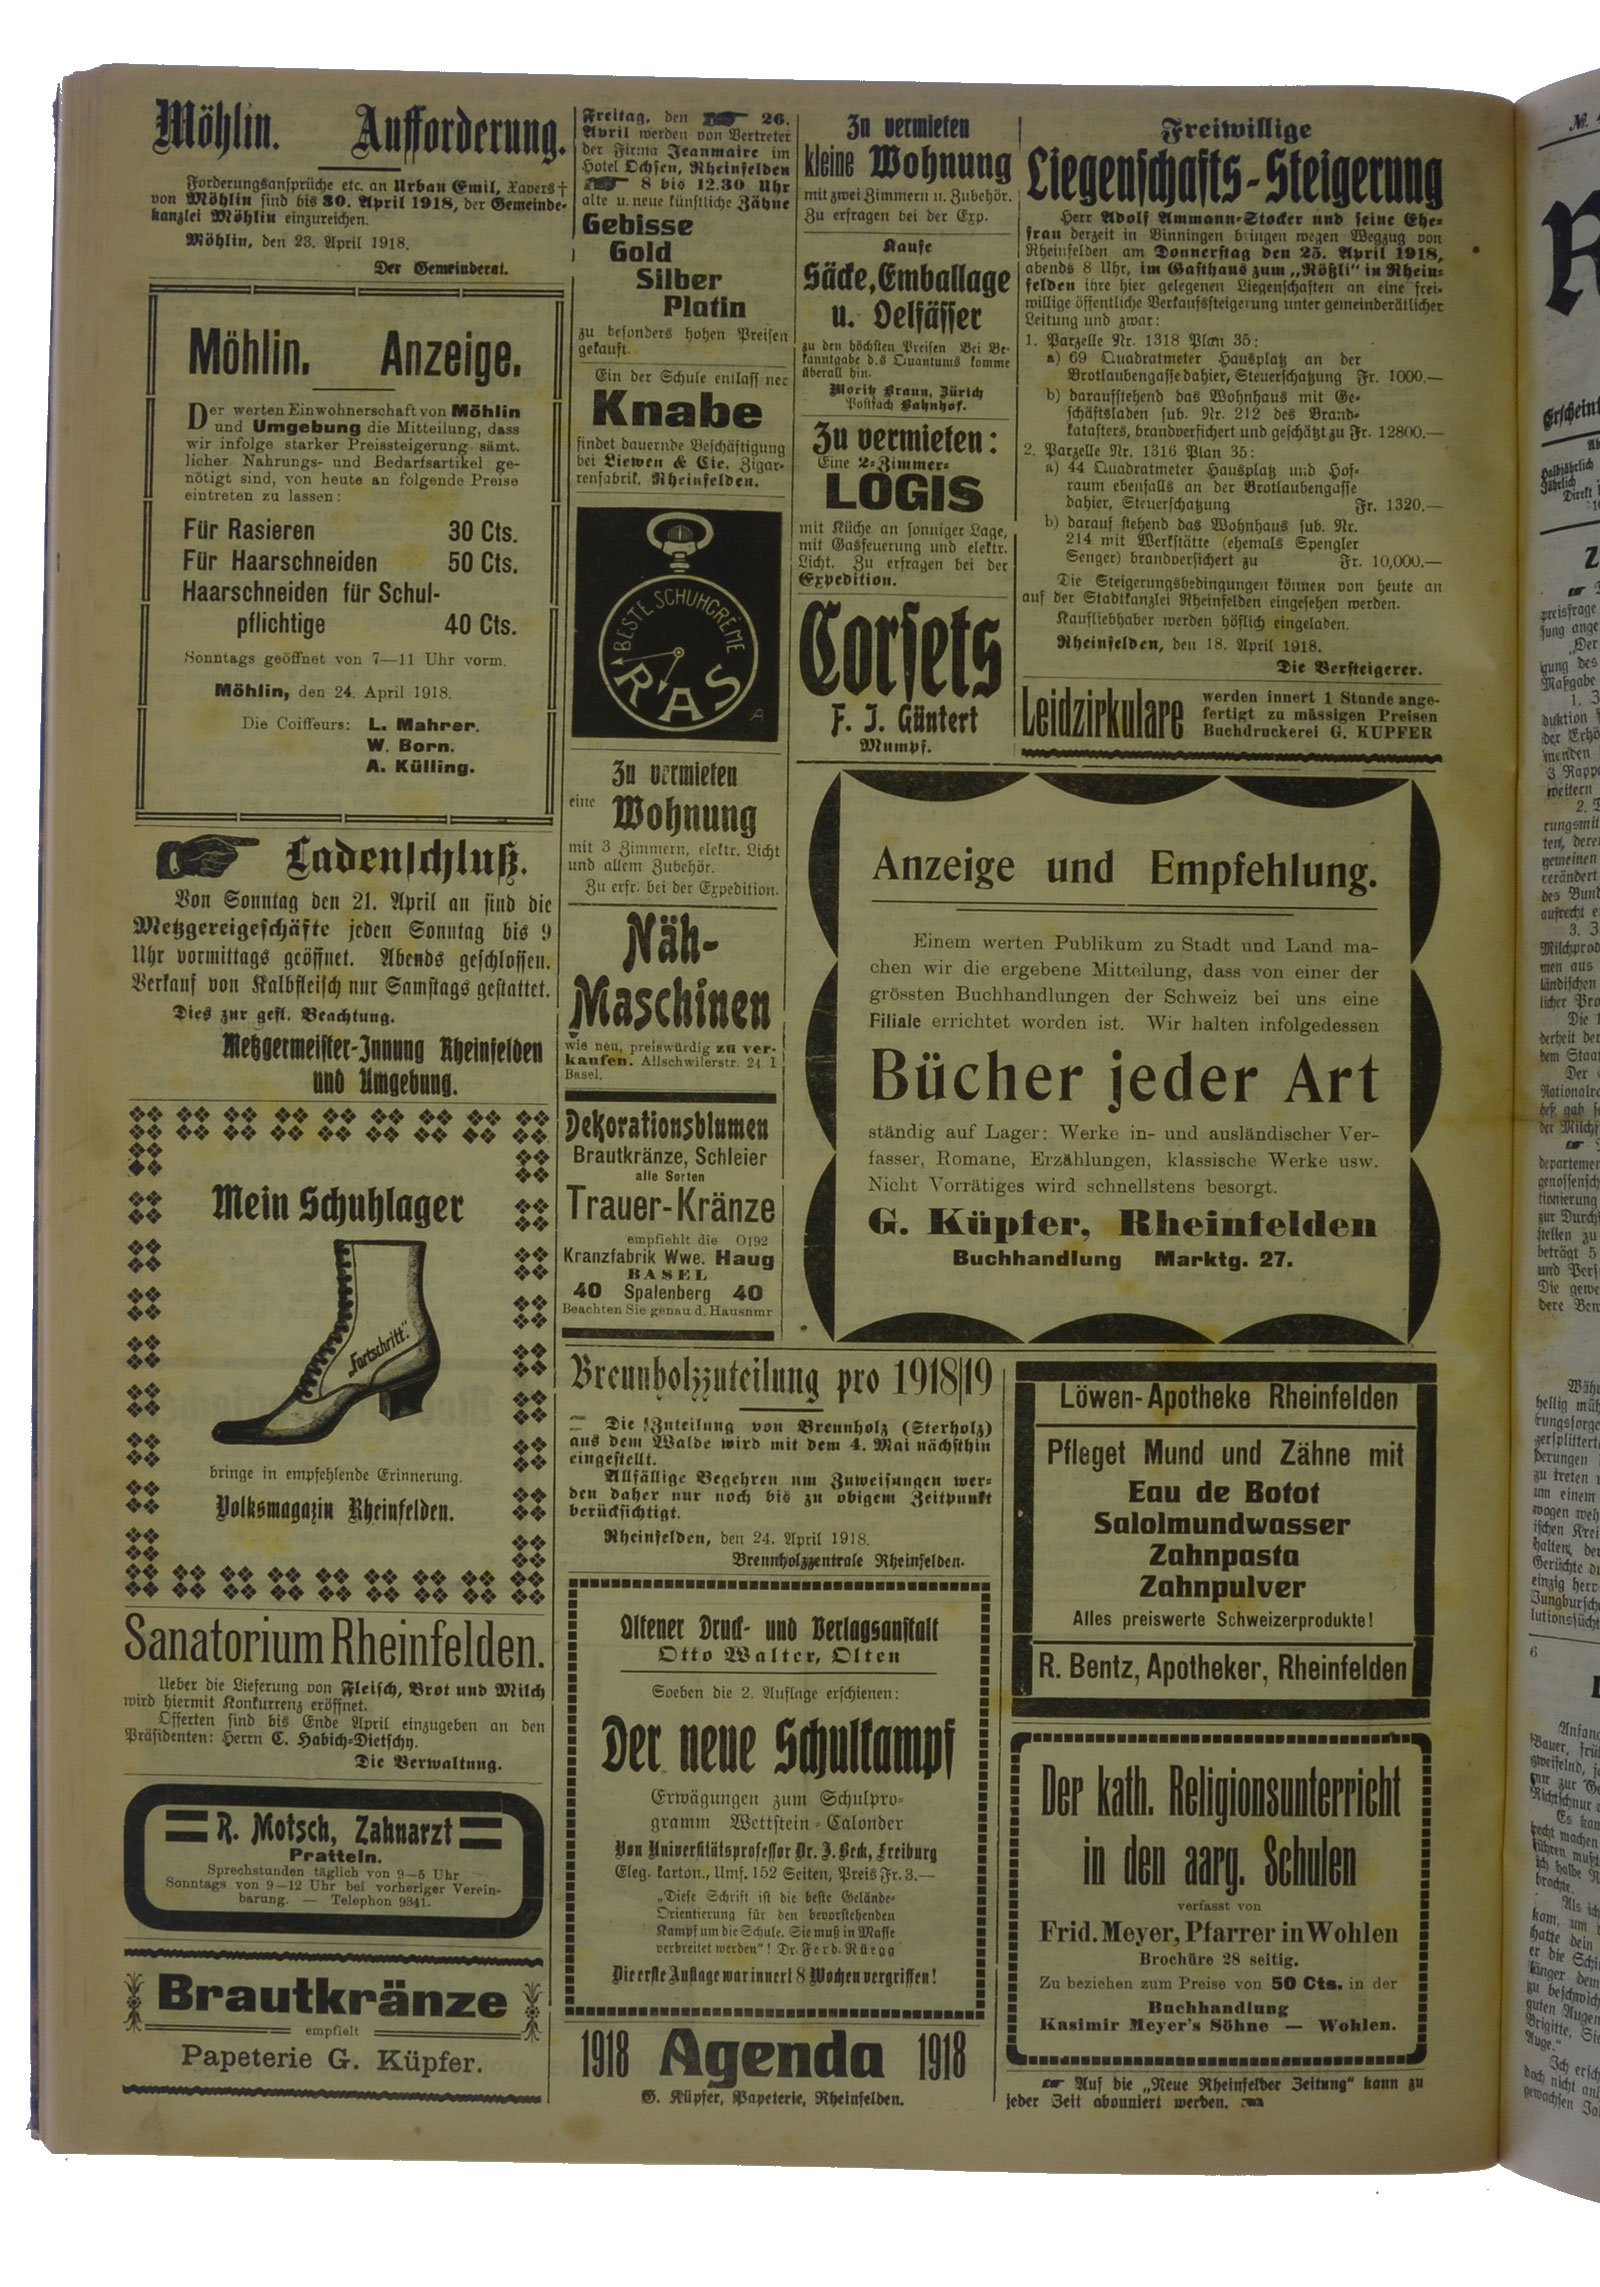 Möhlin. Aufforderung.
Forderungsansprüche etc. an Urban Emil, Xavers †
von Möhlin sind bis 30. April 1918, der Gemeinde-
kanzlei Möhlin einzureichen.
Möhlin, den 23. April 1918.
Der Gemeinderat.
Möhlin. Anzeige.
Der werten Einwohnerschaft von Möhlin
und Umgebung die Mitteilung, dass
wir infolge starker Preissteigerung sämt-
licher Nahrungs- und Bedarfsartikel ge-
nötigt sind, von heute an folgende Preise
eintreten zu lassen:
Für Rasieren 30 Cts.
Für Haarschneiden 50 Cts.
Haarschneiden für Schul-
pflichtige 40 Cts.
Sonntags geöffnet von 7—11 Uhr vorm.
Möhlin, den 24. April 1918.
Die Coiffeurs: L. Mahrer.
W. Born.
A. Külling.
Ladenschluß.
Von Sonntag den 21. April an sind die
Metzgereigeschäfte jeden Sonntag bis 9
Uhr vormittags geöffnet. Abends geschlossen.
Verkauf von Kalbfleisch nur Samstags gestattet.
Dies zur gefl. Beachtung.
Metzgermeister-Innung Rheinfelden
und Umgebung.
Mein Schuhlager
„Fortschritt“
bringe in empfehlende Erinnerung.
Volksmagazin Rheinfelden.
Sanatorium Rheinfelden.
Ueber die Lieferung von Fleisch, Brot und Milch
wird hiermit Konkurrenz eröffnet.
Offerten sind bis Ende April einzugeben an den
Präsidenten: Herrn C. Habich-Dietschy.
Die Verwaltung.
R. Motsch, Zahnarzt
Pratteln.
Sprechstunden täglich von 9—5 Uhr
Sonntags von 9—12 Uhr bei vorheriger Verein-
barung. — Telephon 9341.
Brautkränze
empfielt
Papeterie G. Küpfer.
Freitag, den 26.
April werden von Vertreter
der Firma Jeanmaire im
Hotel Ochsen, Rheinfelden
8 bis 12.30 Uhr
alte u. neue künstliche Zähne
Gebisse
Gold
Silber
Platin
zu besonders hohen Preisen
gekauft.
Ein der Schule entlassener
Knabe
findet dauernde Beschäftigung
bei Liewen & Cie. Zigar-
renfabrik, Rheinfelden.
BESTE SCHUHCRÈME
RAS
A
Zu vermieten
eine Wohnung
mit 3 Zimmern, elektr. Licht
und allem Zubehör.
Zu erfr. bei der Expedition.
Näh-
Maschinen
wie neu, preiswürdig zu ver-
kaufen. Allschwilerstr. 24. I
Basel.
Dekorationsblumen
Brautkränze, Schleier
alle Sorten
Trauer-Kränze
empfiehlt die O192
Kranzfabrik Wwe. Haug
BASEL
40 Spalenberg 40
Beachten Sie genau d. Hausnmr
Zu vermieten
kleine Wohnung
mit zwei Zimmern u. Zubehör.
Zu erfragen bei der Exp.
Kaufe
Säcke, Emballage
u. Oelfässer
zu den höchsten Preisen Bei Be-
kanntgabe d.s Quantums komme
überall hin.
Moritz Braun, Zürich
Postfach Bahnhof.
Zu vermieten:
Eine 2-Zimmer-
LOGIS
mit Küche an sonniger Lage,
mit Gasfeuerung und elektr.
Licht. Zu erfragen bei der
Expedition.
Corsets
F. J. Güntert
Mumpf.
Freiwillige
Liegenschafts-Steigerung
Herr Adolf Ammann-Stocker und seine Ehe-
frau derzeit in Binningen bringen wegen Wegzug von
Rheinfelden am Donnerstag den 25. April 1918,
abends 8 Uhr, im Gasthaus zum „Rößli“ in Rhein-
felden ihre hier gelegenen Liegenschaften an eine frei-
willige öffentliche Verkaufssteigerung unter gemeinderätlicher
Leitung und zwar:
1. Parzelle Nr. 1318 Plan 35:
a) 69 Quadratmeter Hausplatz an der
Brotlaubengasse dahier, Steuerschatzung Fr. 1000.—
b) daraufstehend das Wohnhaus mit Ge-
schäftsladen sub. Nr. 212 des Brand-
katasters, brandversichert und geschätzt zu Fr. 12800.—
2. Parzelle Nr. 1316 Plan 35:
a) 44 Quadratmeter Hausplatz und Hof-
raum ebenfalls an der Brotlaubengasse
dahier, Steuerschatzung Fr. 1320.—
b) darauf stehend das Wohnhaus sub. Nr.
214 mit Werkstätte (ehemals Spengler
Senger) brandversichert zu Fr. 10,000.—
Die Steigerungsbedingungen können von heute an
auf der Stadtkanzlei Rheinfelden eingesehen werden.
Kaufliebhaber werden höflich eingeladen.
Rheinfelden, den 18. April 1918.
Die Versteigerer.
Leidzirkulare
werden innert 1 Stunde ange-
fertigt zu mässigen Preisen
Buchdruckerei G. KUPFER
Anzeige und Empfehlung.
Einem werten Publikum zu Stadt und Land ma-
chen wir die ergebene Mitteilung, dass von einer der
grössten Buchhandlungen der Schweiz bei uns eine
Filiale errichtet worden ist. Wir halten infolgedessen
Bücher jeder Art
ständig auf Lager: Werke in- und ausländischer Ver-
fasser, Romane, Erzählungen, klassische Werke usw.
Nicht Vorrätiges wird schnellstens besorgt.
G. Küpfer, Rheinfelden
Buchhandlung Marktg. 27.
Brennholzzuteilung pro 1918/19
Die Zuteilung von Brennholz (Sterholz)
aus dem Walde wird mit dem 4. Mai nächsthin
eingestellt.
Allfällige Begehren um Zuweisungen wer-
den daher nur noch bis zu obigem Zeitpunkt
berücksichtigt.
Rheinfelden, den 24. April 1918.
Brennholzzentrale Rheinfelden.
Oltener Druck- und Verlagsanstalt
Otto Walter, Olten
Soeben die 2. Auflage erschienen:
Der neue Schulkampf
Erwägungen zum Schulpro-
gramm Wettstein-Calonder
Von Universitätsprofessor Dr. J. Beck, Freiburg
Eleg. karton., Umf. 152 Seiten, Preis Fr. 3.—
„Diese Schrift ist die beste Gelände-
Orientierung für den bevorstehenden
Kampf um die Schule. Sie muß in Masse
verbreitet werden“! Dr. Ferd. Rüegg
Die erste Auflage war innert 8 Wochen vergriffen!
1918 Agenda 1918
G. Küpfer, Papeterie, Rheinfelden.
Löwen-Apotheke Rheinfelden
Pfleget Mund und Zähne mit
Eau de Botot
Salolmundwasser
Zahnpasta
Zahnpulver
Alles preiswerte Schweizerprodukte!
R. Bentz, Apotheker, Rheinfelden
Der kath. Religionsunterricht
in den aarg. Schulen
verfasst von
Frid. Meyer, Pfarrer in Wohlen
Brochüre 28 seitig.
Zu beziehen zum Preise von 50 Cts. in der
Buchhandlung
Kasimir Meyer's Söhne — Wohlen.
Auf die „Neue Rheinfelder Zeitung“ kann zu
jeder Zeit abonniert werden.